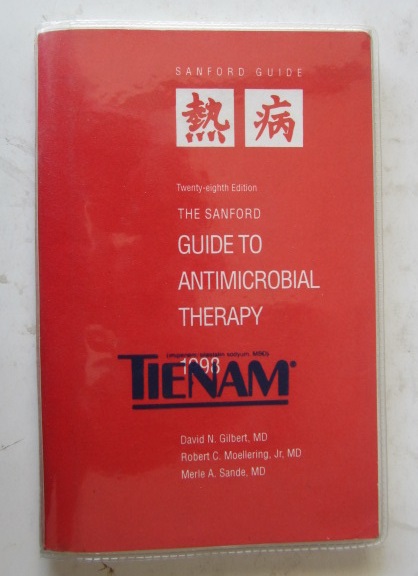 SANFORD GUIDE
熱病
Twenty-eighth Edition
THE SANFORD
GUIDE TO
ANTIMICROBIAL
THERAPY
1998
TIENAM®
David N. Gilbert, MD
Robert C. Moellering, Jr, MD
Merle A. Sande, MD